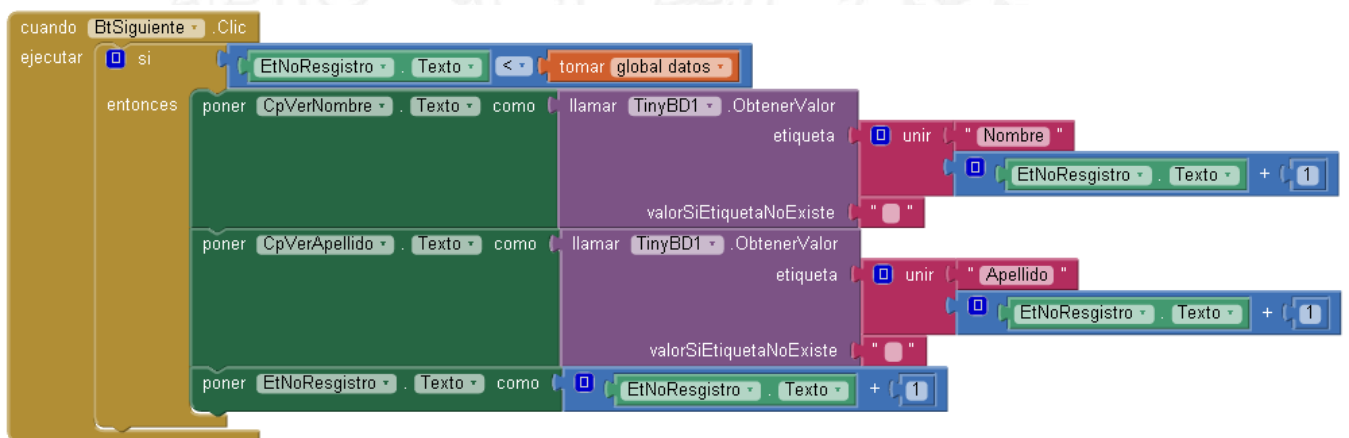 cuando BtSiguiente .Clic
ejecutar si EtNoResgistro . Texto < tomar global datos
entonces poner CpVerNombre . Texto como llamar TinyBD1 .ObtenerValor
etiqueta unir " Nombre "
EtNoResgistro . Texto + 1
valorSiEtiquetaNoExiste " "
poner CpVerApellido . Texto como llamar TinyBD1 .ObtenerValor
etiqueta unir " Apellido "
EtNoResgistro . Texto + 1
valorSiEtiquetaNoExiste " "
poner EtNoResgistro . Texto como EtNoResgistro . Texto + 1